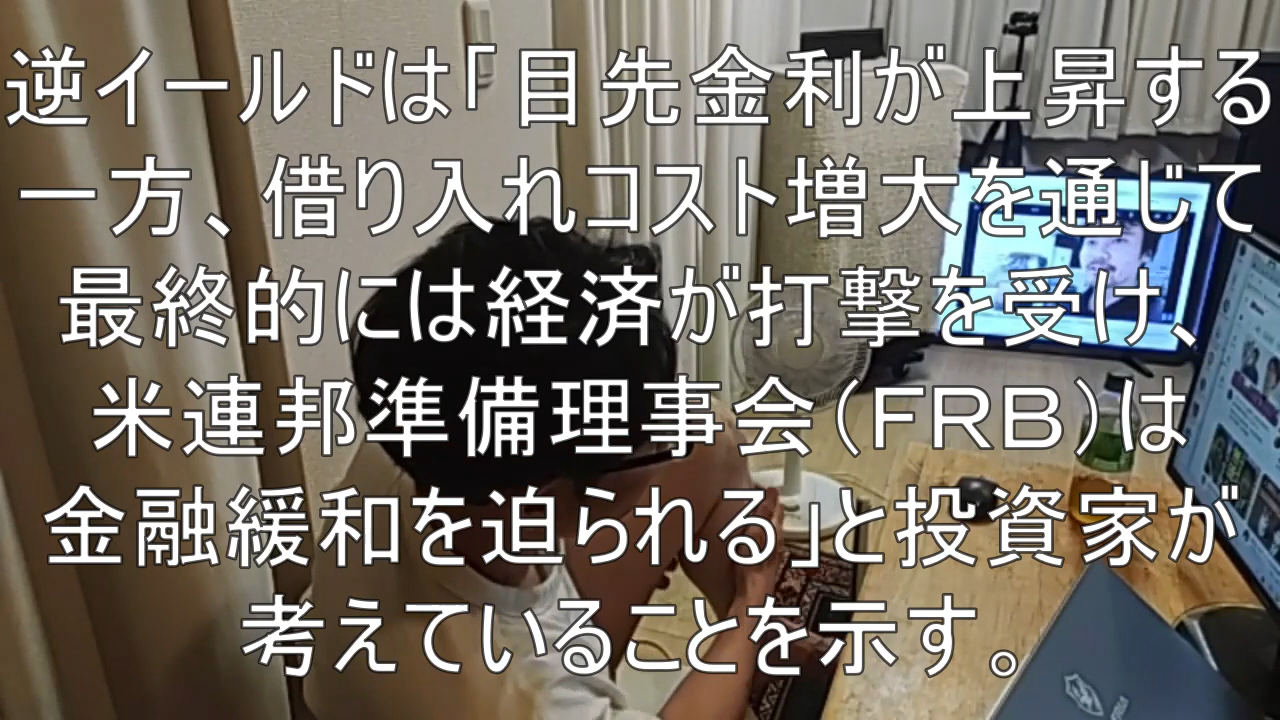 逆イールドは「目先金利が上昇する
一方、借り入れコスト増大を通じて
最終的には経済が打撃を受け、
米連邦準備理事会（ＦＲＢ）は
金融緩和を迫られる」と投資家が
考えていることを示す。